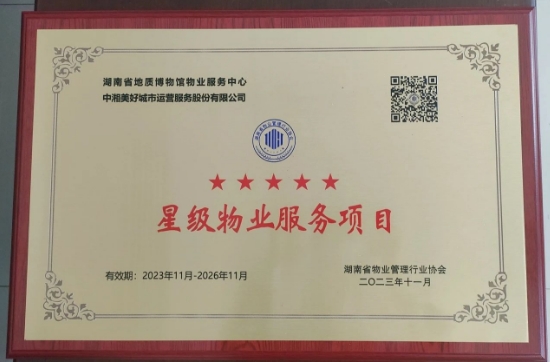 湖南省地质博物馆物业服务中心
中湘美好城市运营服务股份有限公司
★★★★★
星级物业服务项目
有效期：2023年11月-2026年11月
湖南省物业管理行业协会
二〇二三年十一月